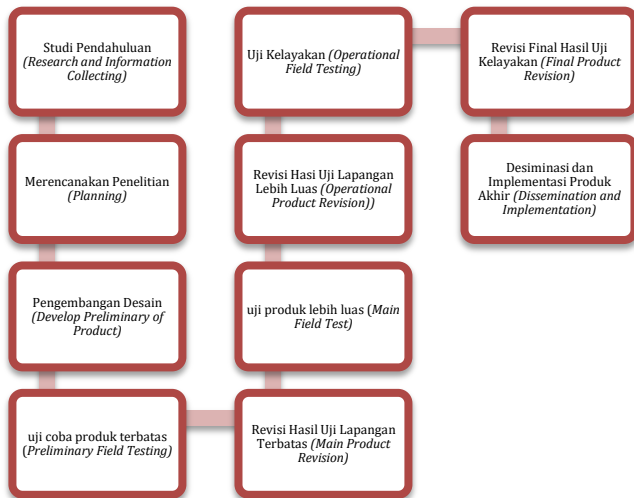 Studi Pendahuluan
(Research and Information
Collecting)
Merencanakan Penelitian
(Planning)
Pengembangan Desain
(Develop Preliminary of
Product)
uji coba produk terbatas
(Preliminary Field Testing)
Revisi Hasil Uji Lapangan
Terbatas (Main Product
Revision)
uji produk lebih luas (Main
Field Test)
Revisi Hasi Uji Lapangan
Lebih Luas (Operational
Product Revision))
Uji Kelayakan (Operational
Field Testing)
Revisi Final Hasil Uji
Kelayakan (Final Product
Revision)
Desiminasi dan
Implementasi Produk
Akhir (Dissemination and
Implementation)